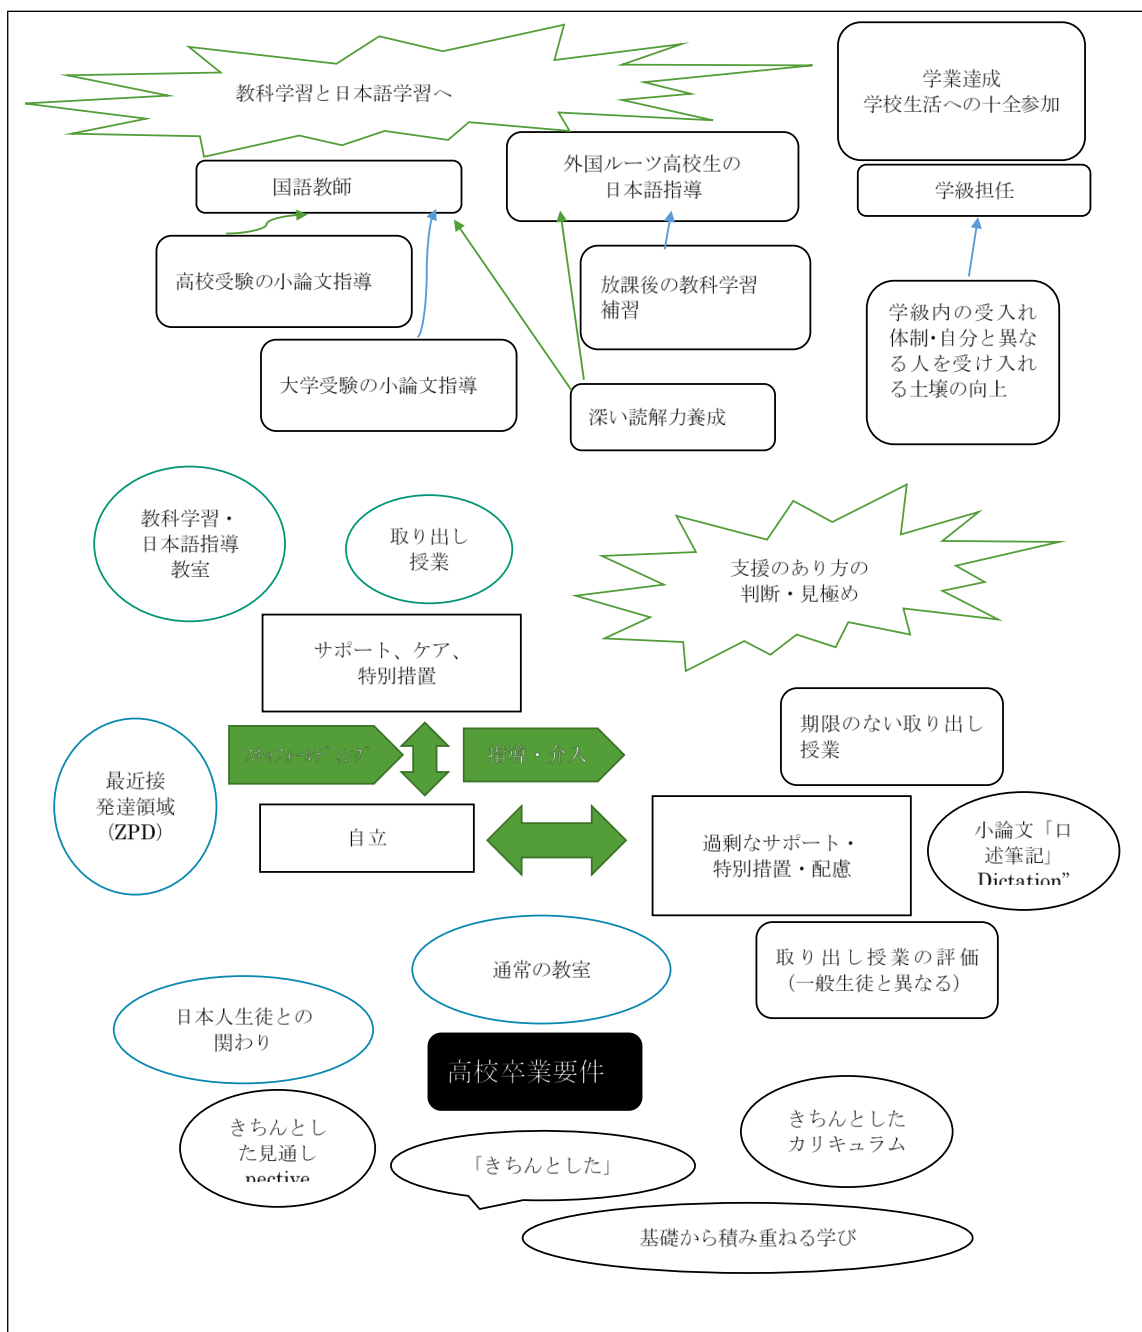 教科学習と日本語学習へ
学業達成
学校生活への十全参加
国語教師
外国ルーツ高校生の
日本語指導
学級担任
高校受験の小論文指導
放課後の教科学習
補習
学級内の受入れ
体制・自分と異な
る人を受け入れ
る土壌の向上
大学受験の小論文指導
深い読解力養成
教科学習・
日本語指導
教室
取り出し
授業
支援のあり方の
判断・見極め
サポート、ケア、
特別措置
期限のない取り出し
授業
スキャフォールディング
指導・介入
最近接
発達領域
(ZPD)
自立
過剰なサポート・
特別措置・配慮
小論文「口
述筆記」
Dictation”
通常の教室
取り出し授業の評価
（一般生徒と異なる）
日本人生徒との
関わり
高校卒業要件
きちんとし
た見通し
pective
「きちんとした」
きちんとした
カリキュラム
基礎から積み重ねる学び